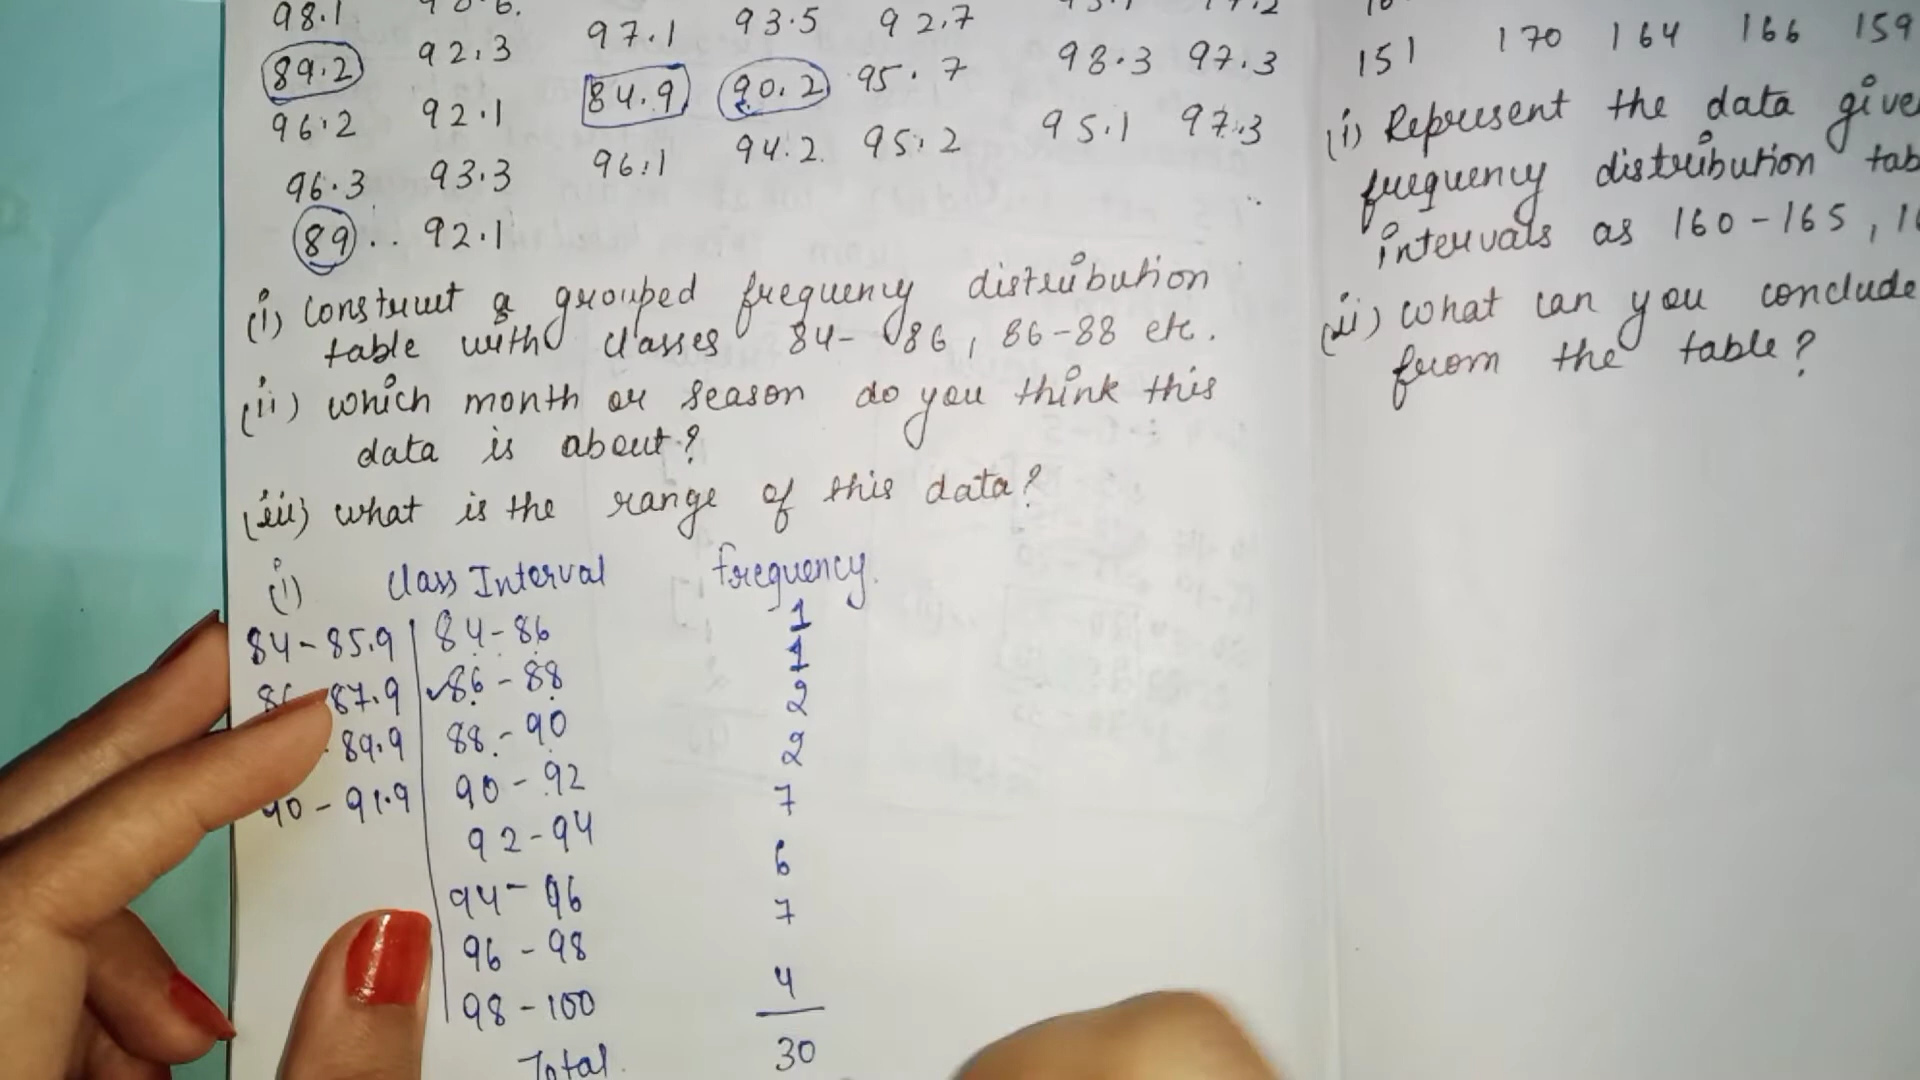 98.1
89.2 92.3 97.1 93.5 92.7
96.2 92.1 84.9 90.2 95.7 98.3 97.3
96.3 93.3 96.1 94.2 95.2 95.1 97.3
89 92.1
(i) construct a grouped frequency distribution
table with classes 84-86, 86-88 etc.
(ii) which month or season do you think this
data is about?
(iii) what is the range of this data?
(i) class Interval frequency
84-85.9 84-86 1
87.9 86-88 1
89.9 88-90 2
90-91.9 90-92 2
92-94 7
94-96 6
96-98 7
98-100 4
Total 30
151 170 164 166 159
(i) Represent the data
frequency distribution
intervals as 160-165,
(ii) what can you conclude
from the table?